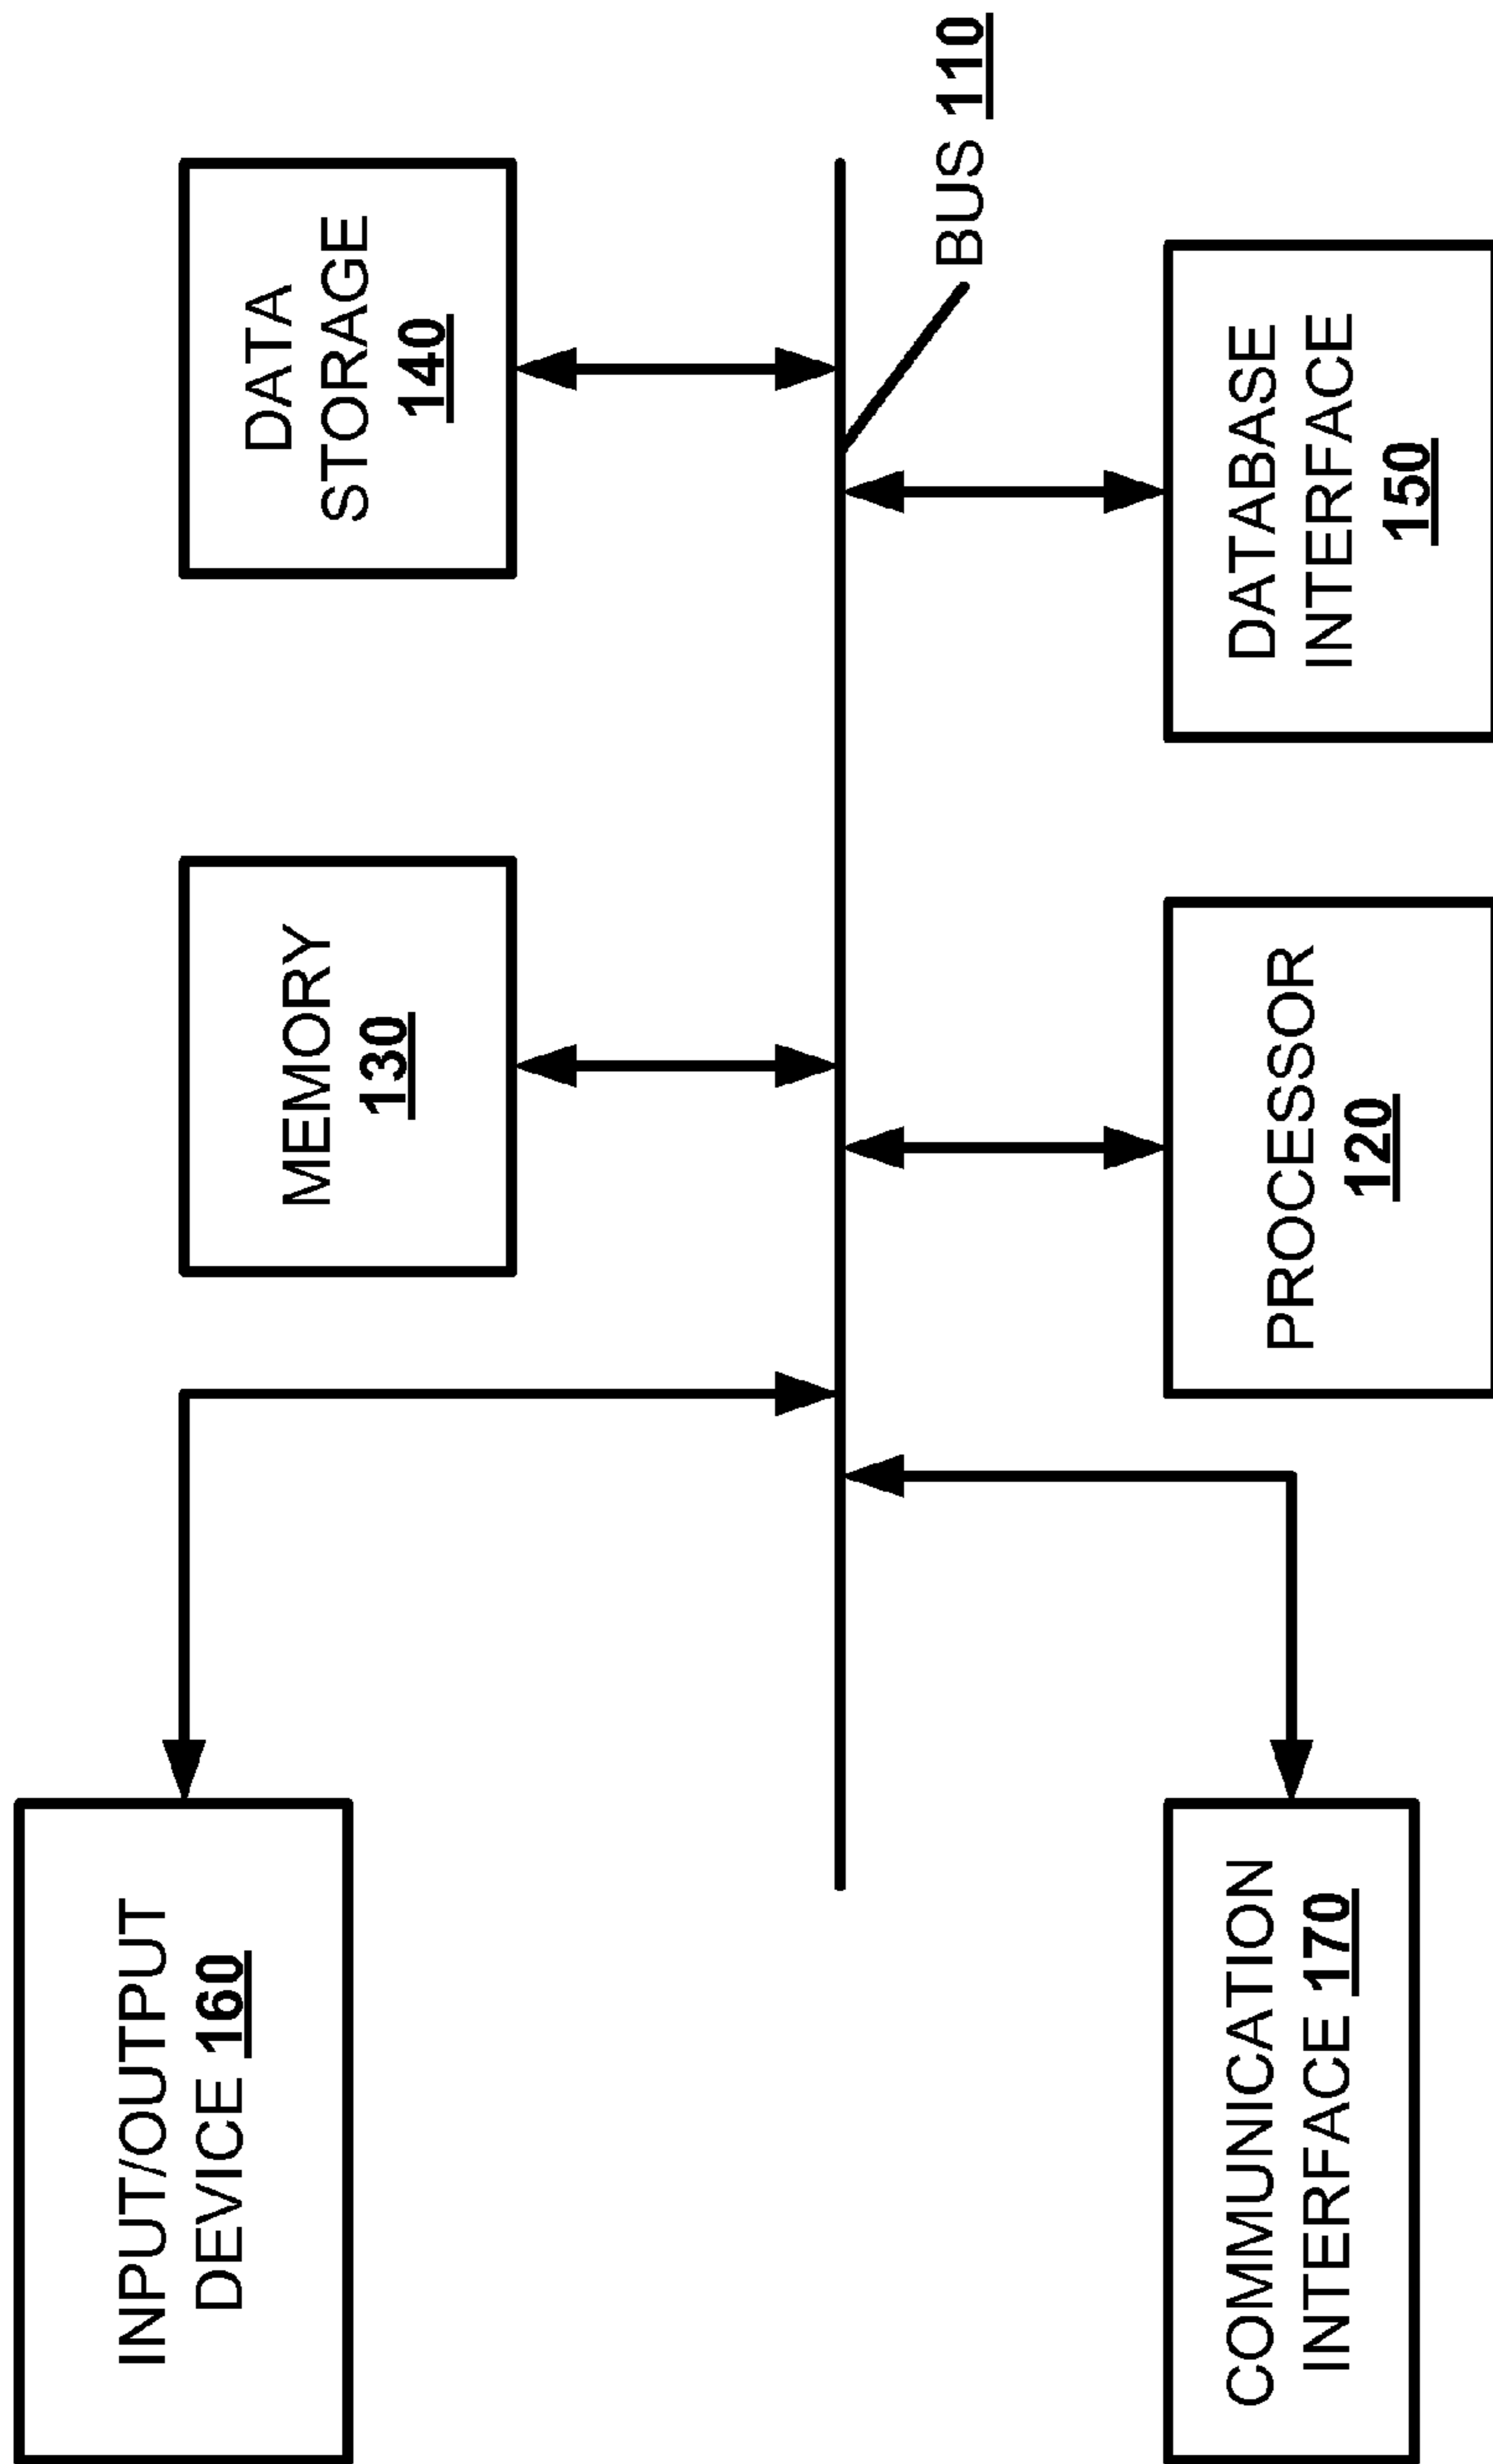 INPUT/OUTPUT
DEVICE 160
MEMORY
130
DATA
STORAGE
140
BUS 110
COMMUNICATION
INTERFACE 170
PROCESSOR
120
DATABASE
INTERFACE
150